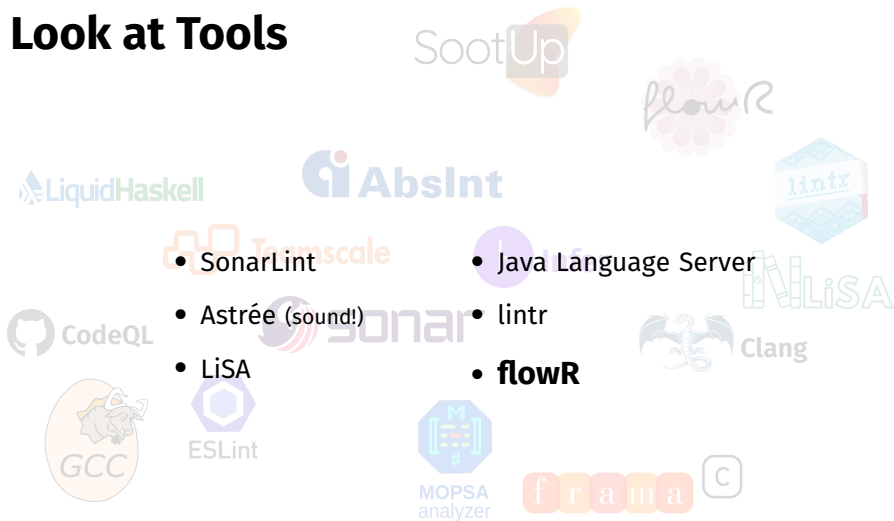 Look at Tools
SootUp
flowR
LiquidHaskell
AbsInt
lintr
Teamscale
Infer
• SonarLint
• Java Language Server
LiSA
• Astrée (sound!)
• lintr
CodeQL
sonar
Clang
• LiSA
• flowR
GCC
ESLint
M
#
MOPSA
analyzer
frama
C